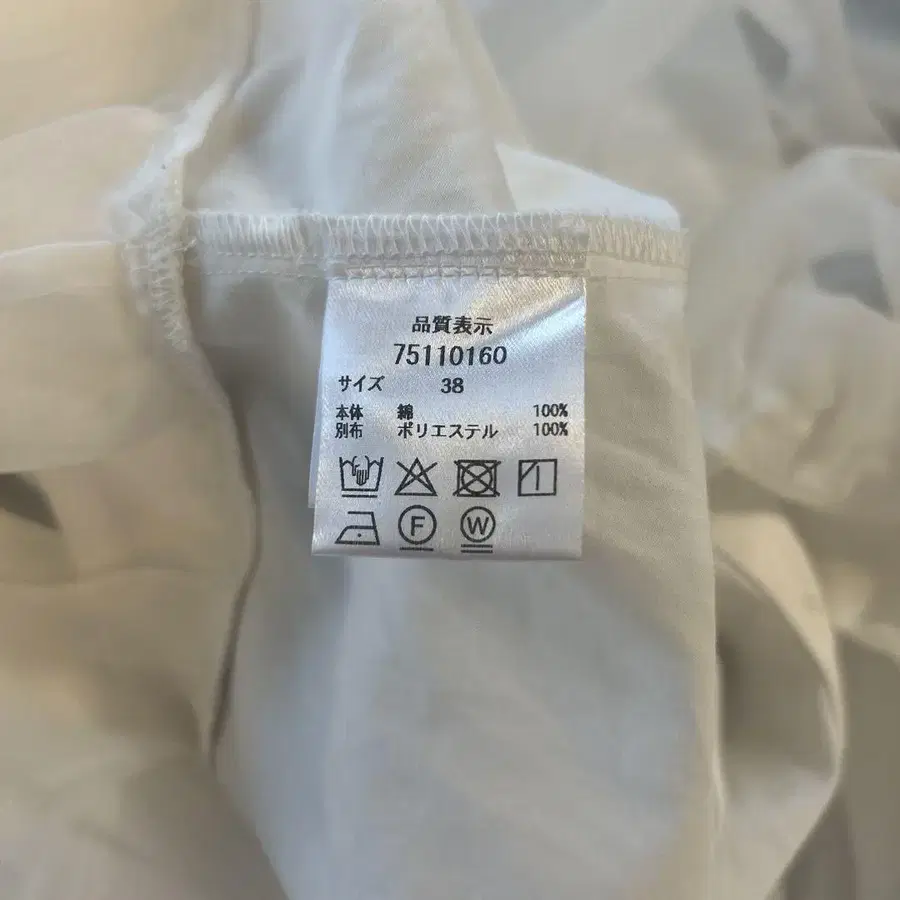 品質表示
75110160
サイズ 38
本体 綿 100%
別布 ポリエステル 100%
F W